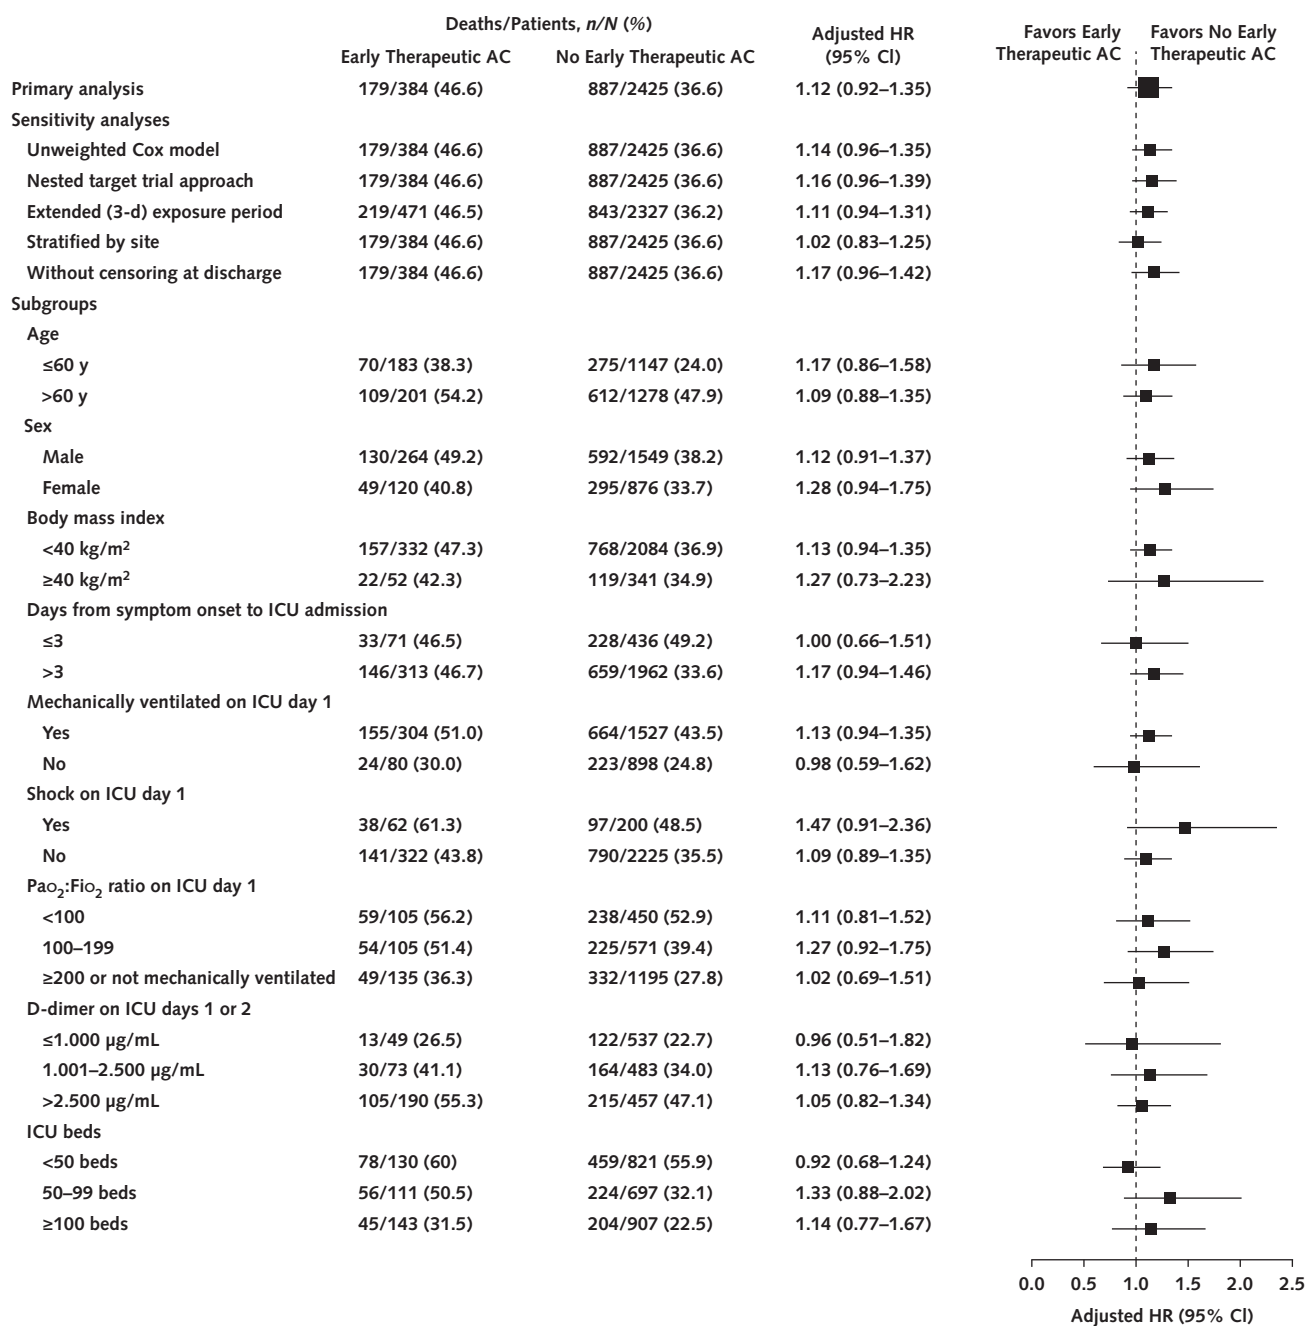 Deaths/Patients, n/N (%)
Adjusted HR (95% CI)
Favors Early Therapeutic AC
Favors No Early Therapeutic AC
Early Therapeutic AC No Early Therapeutic AC
Primary analysis 179/384 (46.6) 887/2425 (36.6) 1.12 (0.92–1.35)
Sensitivity analyses
Unweighted Cox model 179/384 (46.6) 887/2425 (36.6) 1.14 (0.96–1.35)
Nested target trial approach 179/384 (46.6) 887/2425 (36.6) 1.16 (0.96–1.39)
Extended (3-d) exposure period 219/471 (46.5) 843/2327 (36.2) 1.11 (0.94–1.31)
Stratified by site 179/384 (46.6) 887/2425 (36.6) 1.02 (0.83–1.25)
Without censoring at discharge 179/384 (46.6) 887/2425 (36.6) 1.17 (0.96–1.42)
Subgroups
Age
≤60 y 70/183 (38.3) 275/1147 (24.0) 1.17 (0.86–1.58)
>60 y 109/201 (54.2) 612/1278 (47.9) 1.09 (0.88–1.35)
Sex
Male 130/264 (49.2) 592/1549 (38.2) 1.12 (0.91–1.37)
Female 49/120 (40.8) 295/876 (33.7) 1.28 (0.94–1.75)
Body mass index
<40 kg/m² 157/332 (47.3) 768/2084 (36.9) 1.13 (0.94–1.35)
≥40 kg/m² 22/52 (42.3) 119/341 (34.9) 1.27 (0.73–2.23)
Days from symptom onset to ICU admission
≤3 33/71 (46.5) 228/436 (49.2) 1.00 (0.66–1.51)
>3 146/313 (46.7) 659/1962 (33.6) 1.17 (0.94–1.46)
Mechanically ventilated on ICU day 1
Yes 155/304 (51.0) 664/1527 (43.5) 1.13 (0.94–1.35)
No 24/80 (30.0) 223/898 (24.8) 0.98 (0.59–1.62)
Shock on ICU day 1
Yes 38/62 (61.3) 97/200 (48.5) 1.47 (0.91–2.36)
No 141/322 (43.8) 790/2225 (35.5) 1.09 (0.89–1.35)
PaO₂:FiO₂ ratio on ICU day 1
<100 59/105 (56.2) 238/450 (52.9) 1.11 (0.81–1.52)
100–199 54/105 (51.4) 225/571 (39.4) 1.27 (0.92–1.75)
≥200 or not mechanically ventilated 49/135 (36.3) 332/1195 (27.8) 1.02 (0.69–1.51)
D-dimer on ICU days 1 or 2
≤1.000 µg/mL 13/49 (26.5) 122/537 (22.7) 0.96 (0.51–1.82)
1.001–2.500 µg/mL 30/73 (41.1) 164/483 (34.0) 1.13 (0.76–1.69)
>2.500 µg/mL 105/190 (55.3) 215/457 (47.1) 1.05 (0.82–1.34)
ICU beds
<50 beds 78/130 (60) 459/821 (55.9) 0.92 (0.68–1.24)
50–99 beds 56/111 (50.5) 224/697 (32.1) 1.33 (0.88–2.02)
≥100 beds 45/143 (31.5) 204/907 (22.5) 1.14 (0.77–1.67)
0.0 0.5 1.0 1.5 2.0 2.5
Adjusted HR (95% CI)